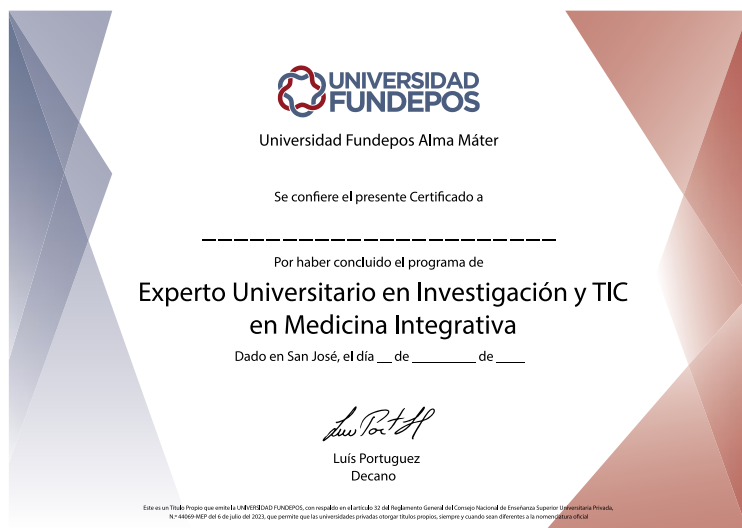 UNIVERSIDAD
FUNDEPOS
Universidad Fundepos Alma Máter
Se confiere el presente Certificado a
______________________
Por haber concluido el programa de
Experto Universitario en Investigación y TIC
en Medicina Integrativa
Dado en San José, el día __ de ________ de ____
Luís Portuguez
Decano
Este es un Título Propio que emite la UNIVERSIDAD FUNDEPOS, con respaldo en el articulo 32 del Reglamento General del Consejo Nacional de Enseñanza Superior Universitaria Privada,
N.º 44069-MEP del 6 de julio del 2023, que permite que las universidades privadas otorgar títulos propios, siempre y cuando sean diferentes a la nomenclatura oficial